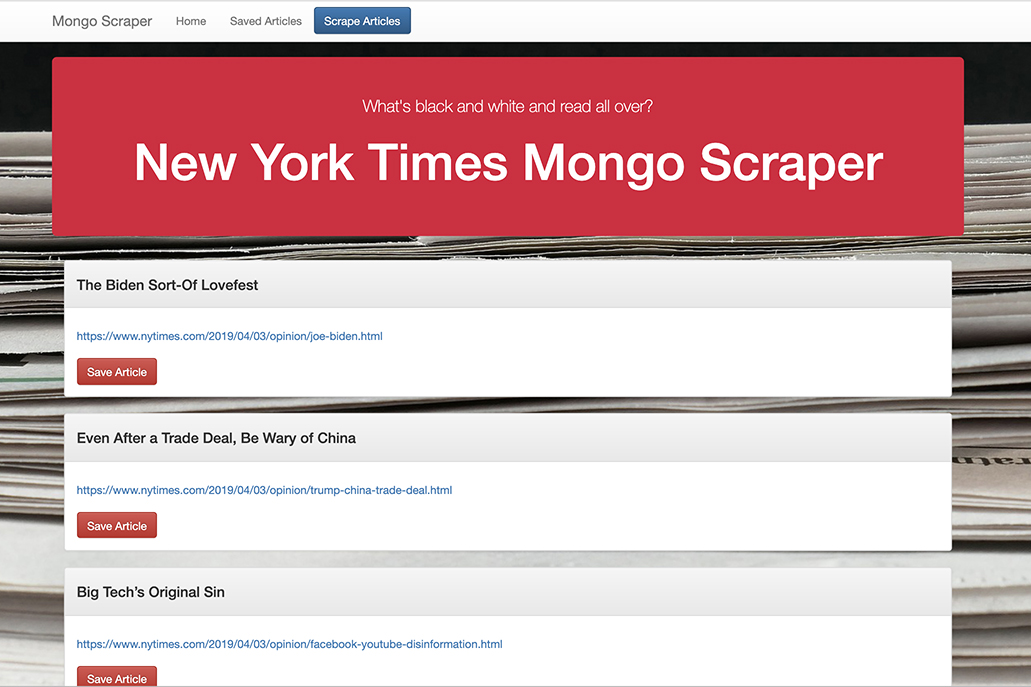 Mongo Scraper Home Saved Articles Scrape Articles
What's black and white and read all over?
New York Times Mongo Scraper
The Biden Sort-Of Lovefest
https://www.nytimes.com/2019/04/03/opinion/joe-biden.html
Save Article
Even After a Trade Deal, Be Wary of China
https://www.nytimes.com/2019/04/03/opinion/trump-china-trade-deal.html
Save Article
Big Tech’s Original Sin
https://www.nytimes.com/2019/04/03/opinion/facebook-youtube-disinformation.html
Save Article